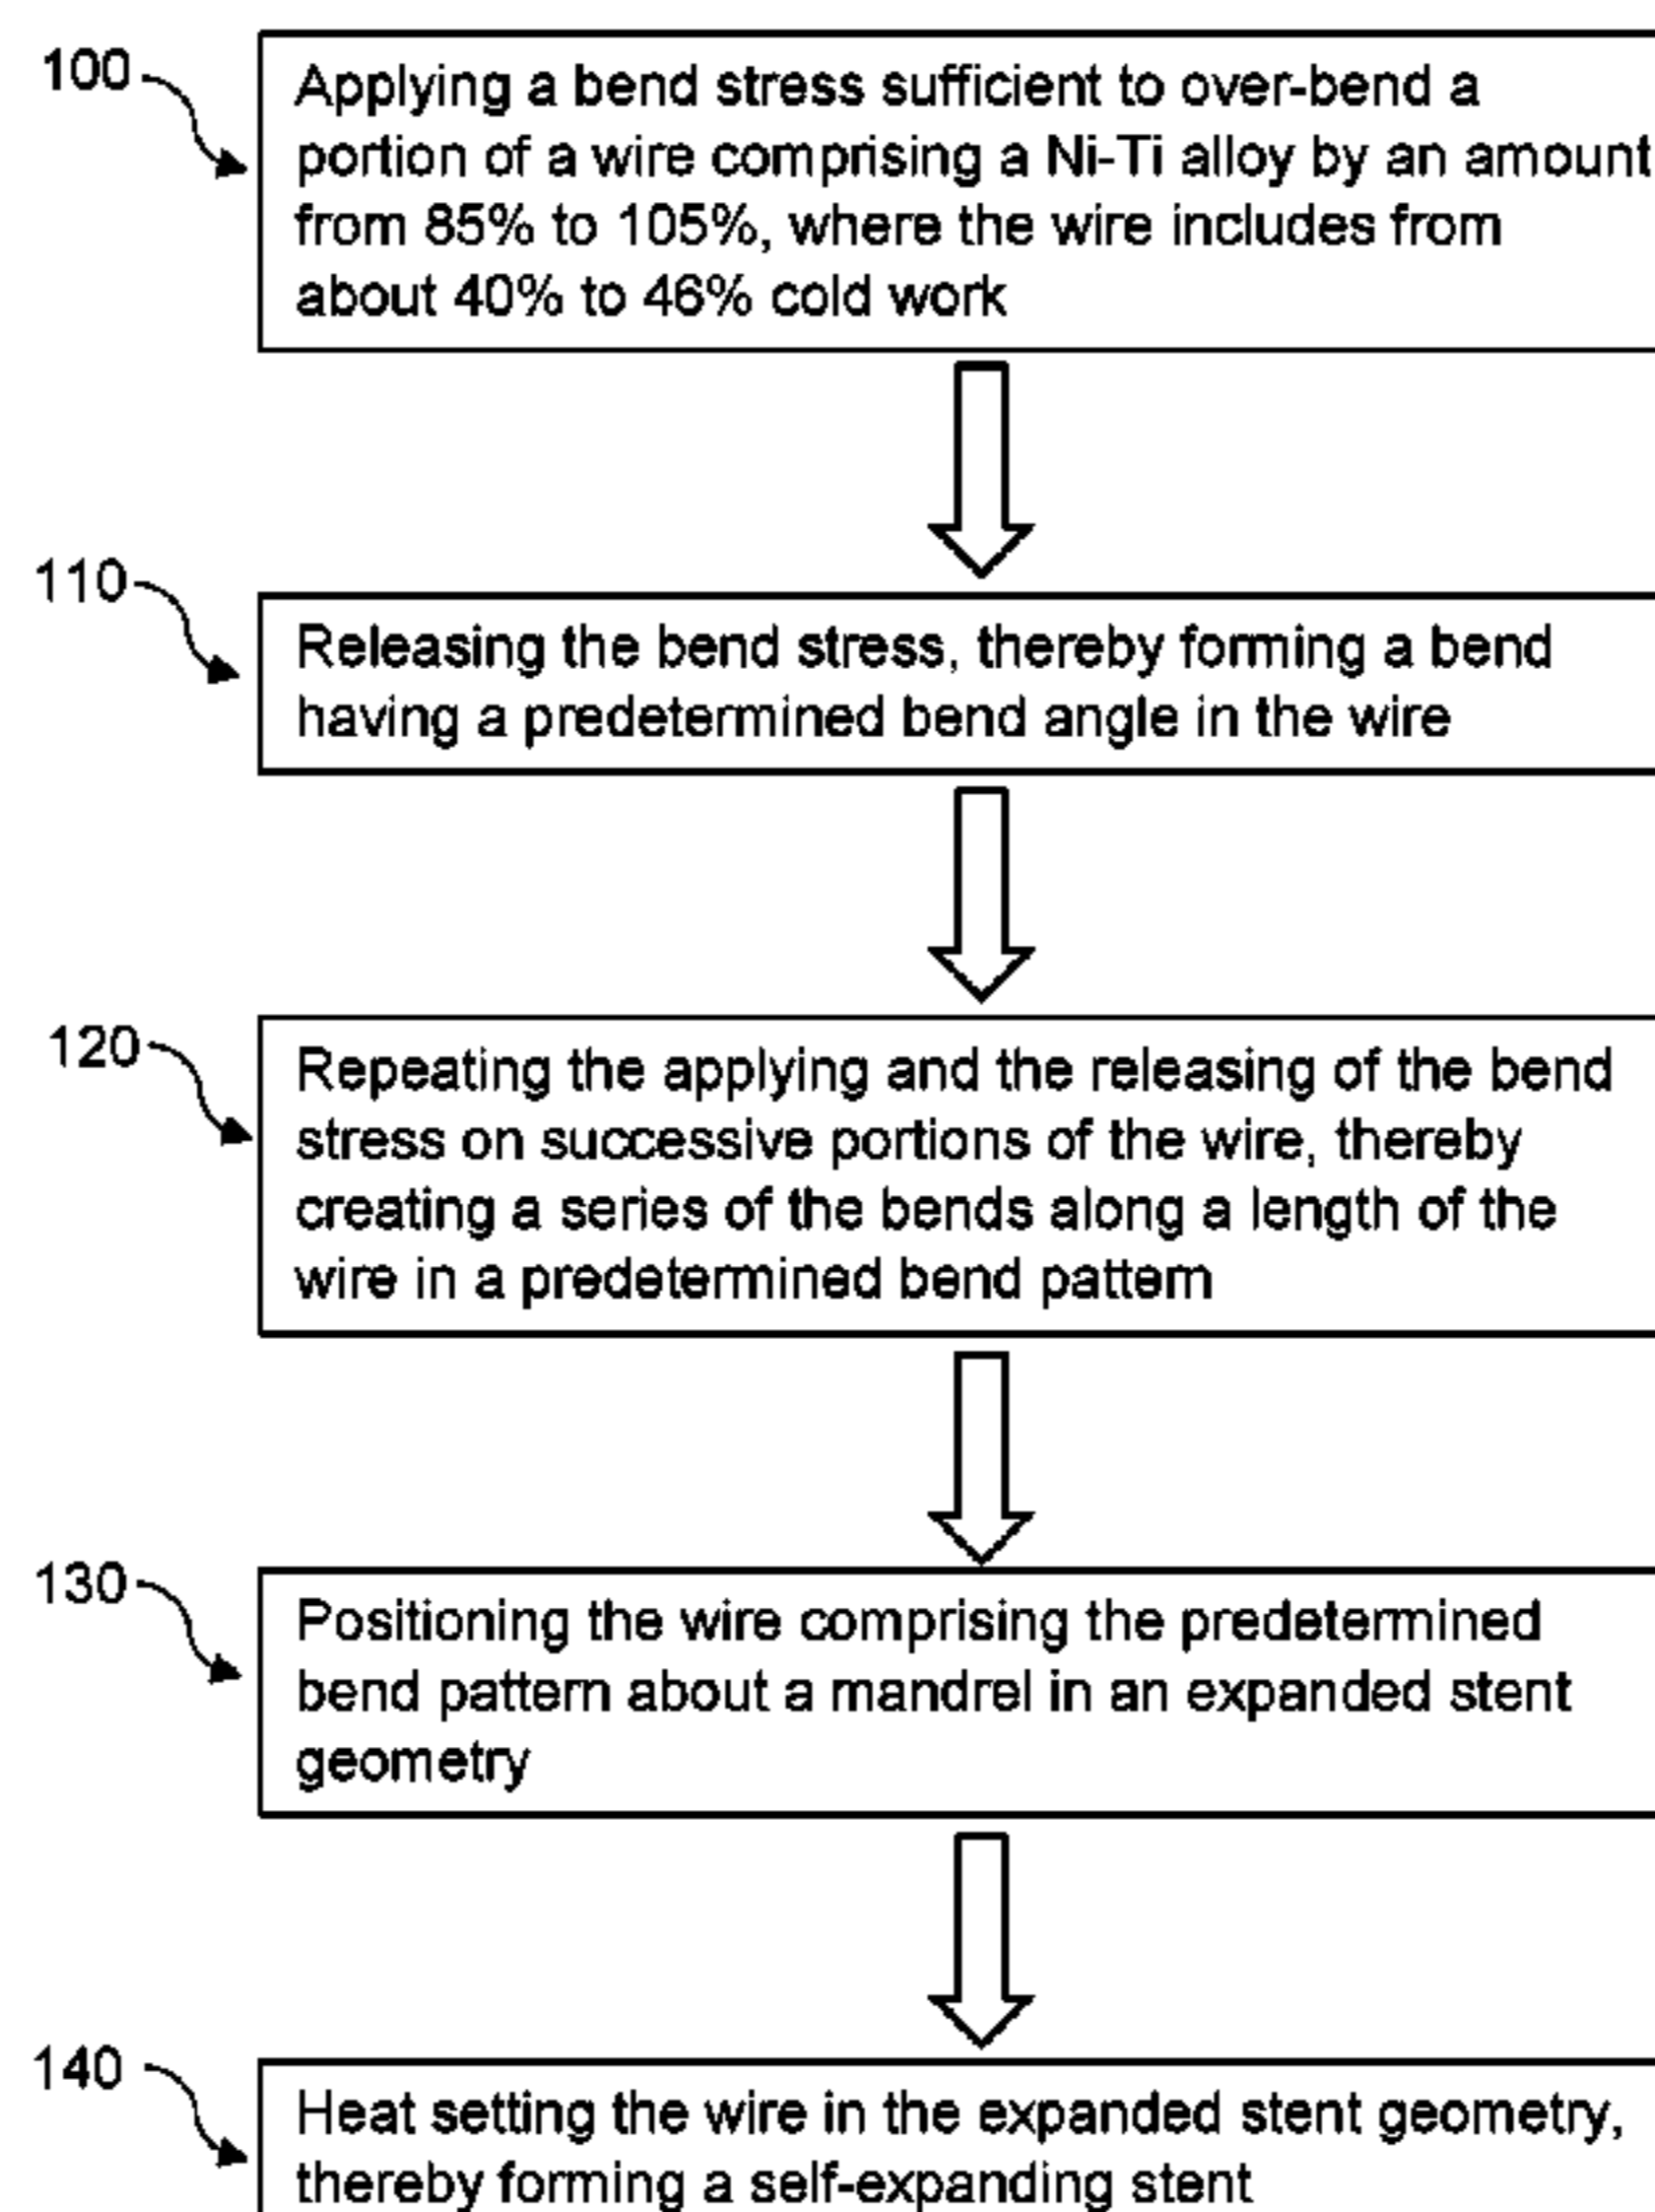 100
Applying a bend stress sufficient to over-bend a
portion of a wire comprising a Ni-Ti alloy by an amount
from 85% to 105%, where the wire includes from
about 40% to 46% cold work
110
Releasing the bend stress, thereby forming a bend
having a predetermined bend angle in the wire
120
Repeating the applying and the releasing of the bend
stress on successive portions of the wire, thereby
creating a series of the bends along a length of the
wire in a predetermined bend pattern
130
Positioning the wire comprising the predetermined
bend pattern about a mandrel in an expanded stent
geometry
140
Heat setting the wire in the expanded stent geometry,
thereby forming a self-expanding stent